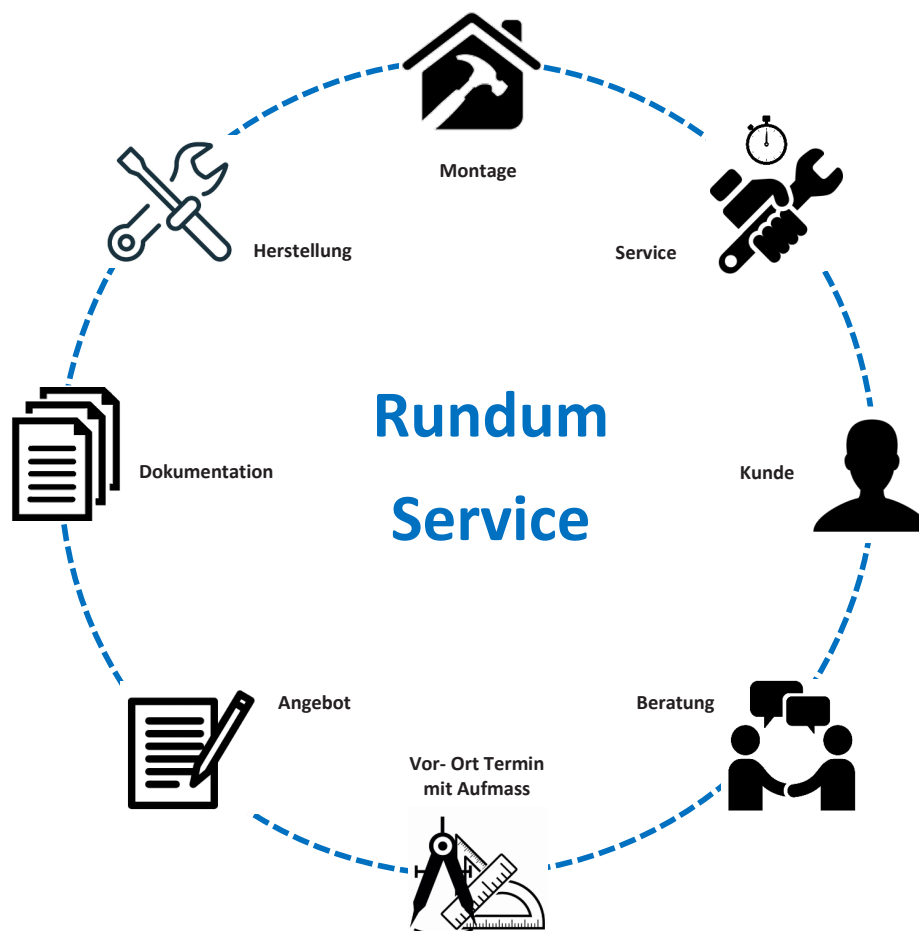 Montage
Herstellung
Service
Rundum
Service
Dokumentation
Kunde
Angebot
Beratung
Vor- Ort Termin
mit Aufmass